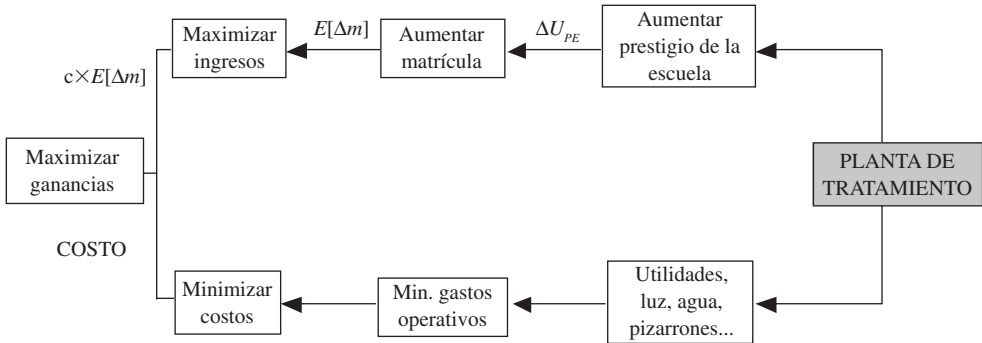 Maximizar
ingresos
E[Δm]
Aumentar
matrícula
ΔU_PE
Aumentar
prestigio de la
escuela
c×E[Δm]
Maximizar
ganancias
PLANTA DE
TRATAMIENTO
COSTO
Minimizar
costos
Min. gastos
operativos
Utilidades,
luz, agua,
pizarrones...